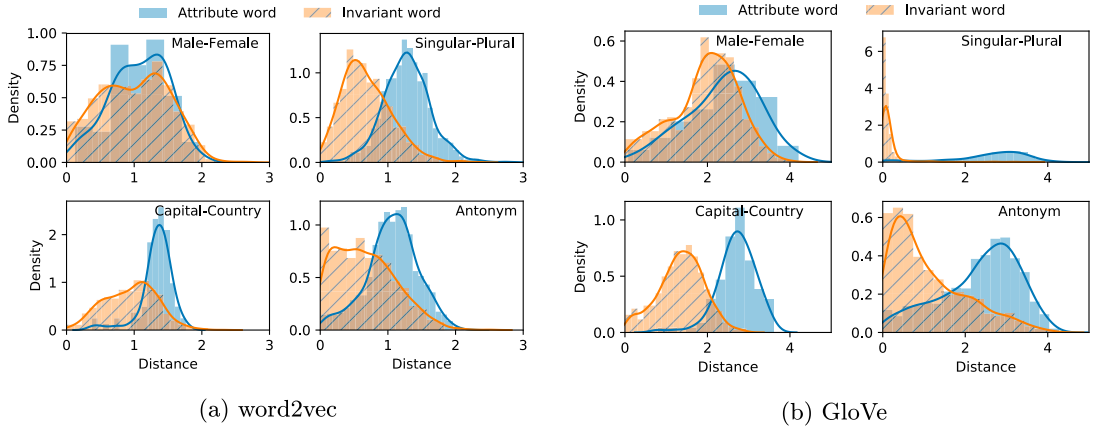 Attribute word Invariant word
Male-Female
Singular-Plural
Density
1.00
0.75
0.50
0.25
0.00
1.0
0.5
0.0
0 1 2 3
0 1 2 3
Capital-Country
Antonym
Density
2
1
0
1.5
1.0
0.5
0.0
0 1 2 3
0 1 2 3
Distance
Distance
(a) word2vec
Attribute word Invariant word
Male-Female
Singular-Plural
Density
0.6
0.4
0.2
0.0
6
4
2
0
0 2 4
0 2 4
Capital-Country
Antonym
Density
1.0
0.5
0.0
0.6
0.4
0.2
0.0
0 2 4
0 2 4
Distance
Distance
(b) GloVe